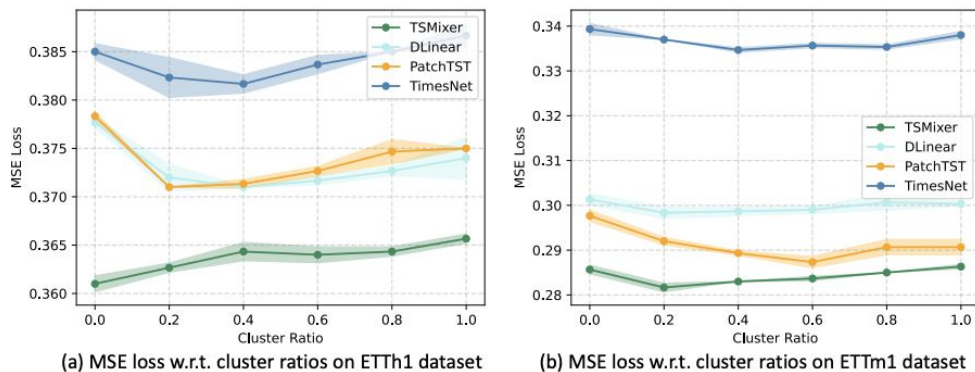 TSMixer
DLinear
PatchTST
TimesNet
0.385
0.380
0.375
0.370
0.365
0.360
MSE Loss
0.0 0.2 0.4 0.6 0.8 1.0
Cluster Ratio
(a) MSE loss w.r.t. cluster ratios on ETTh1 dataset
0.34
0.33
0.32
0.31
0.30
0.29
0.28
MSE Loss
TSMixer
DLinear
PatchTST
TimesNet
0.0 0.2 0.4 0.6 0.8 1.0
Cluster Ratio
(b) MSE loss w.r.t. cluster ratios on ETTm1 dataset